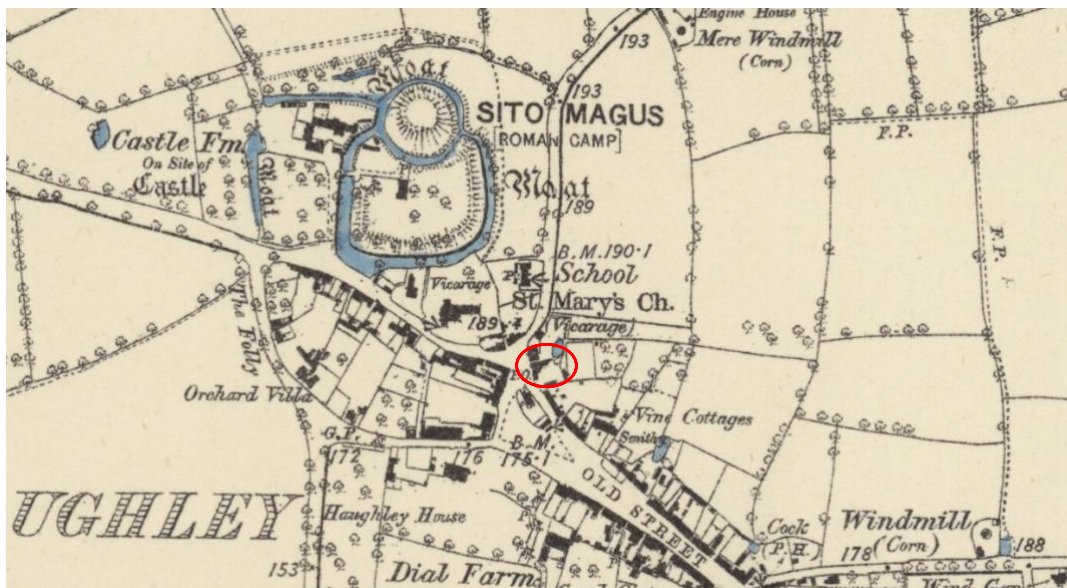 Engine House
193
Mere Windmill
(Corn)
Moat
193
SITO MAGUS
[ROMAN CAMP]
F.P.
Castle Fm.
On Site of
Castle
Moat
Moat
189
F.P.
B.M. 190·1
School
Vicarage
St. Mary's Ch.
(Vicarage)
189·4
The Folly
P.O.
Orchard Villa
Vine Cottages
Smithy
G.P.
172
176
B.M.
175·1
OLD STREET
UGHLEY
Haughley House
Cock
(P.H.)
Windmill
(Corn)
178
188
153
Dial Farm